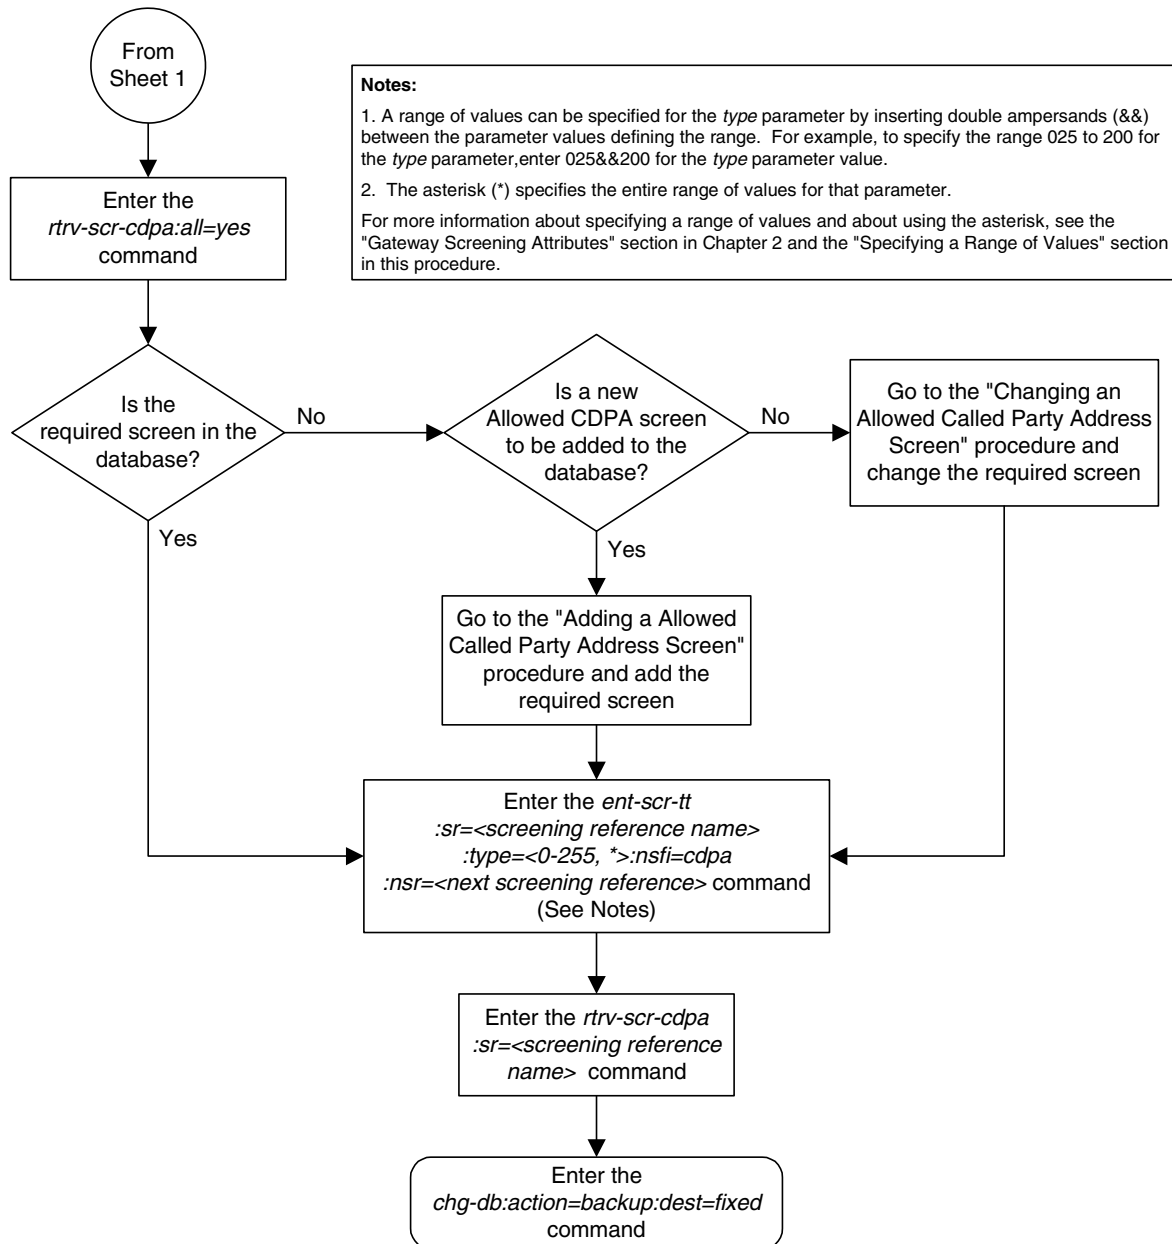 From
Sheet 1
Notes:
1. A range of values can be specified for the type parameter by inserting double ampersands (&&)
between the parameter values defining the range. For example, to specify the range 025 to 200 for
the type parameter,enter 025&&200 for the type parameter value.
2. The asterisk (*) specifies the entire range of values for that parameter.
For more information about specifying a range of values and about using the asterisk, see the
"Gateway Screening Attributes" section in Chapter 2 and the "Specifying a Range of Values" section
in this procedure.
Enter the
rtrv-scr-cdpa:all=yes
command
Is the
required screen in the
database?
No
Yes
Is a new
Allowed CDPA screen
to be added to the
database?
No
Yes
Go to the "Changing an
Allowed Called Party Address
Screen" procedure and
change the required screen
Go to the "Adding a Allowed
Called Party Address Screen"
procedure and add the
required screen
Enter the ent-scr-tt
:sr=<screening reference name>
:type=<0-255, *>:nsfi=cdpa
:nsr=<next screening reference> command
(See Notes)
Enter the rtrv-scr-cdpa
:sr=<screening reference
name> command
Enter the
chg-db:action=backup:dest=fixed
command